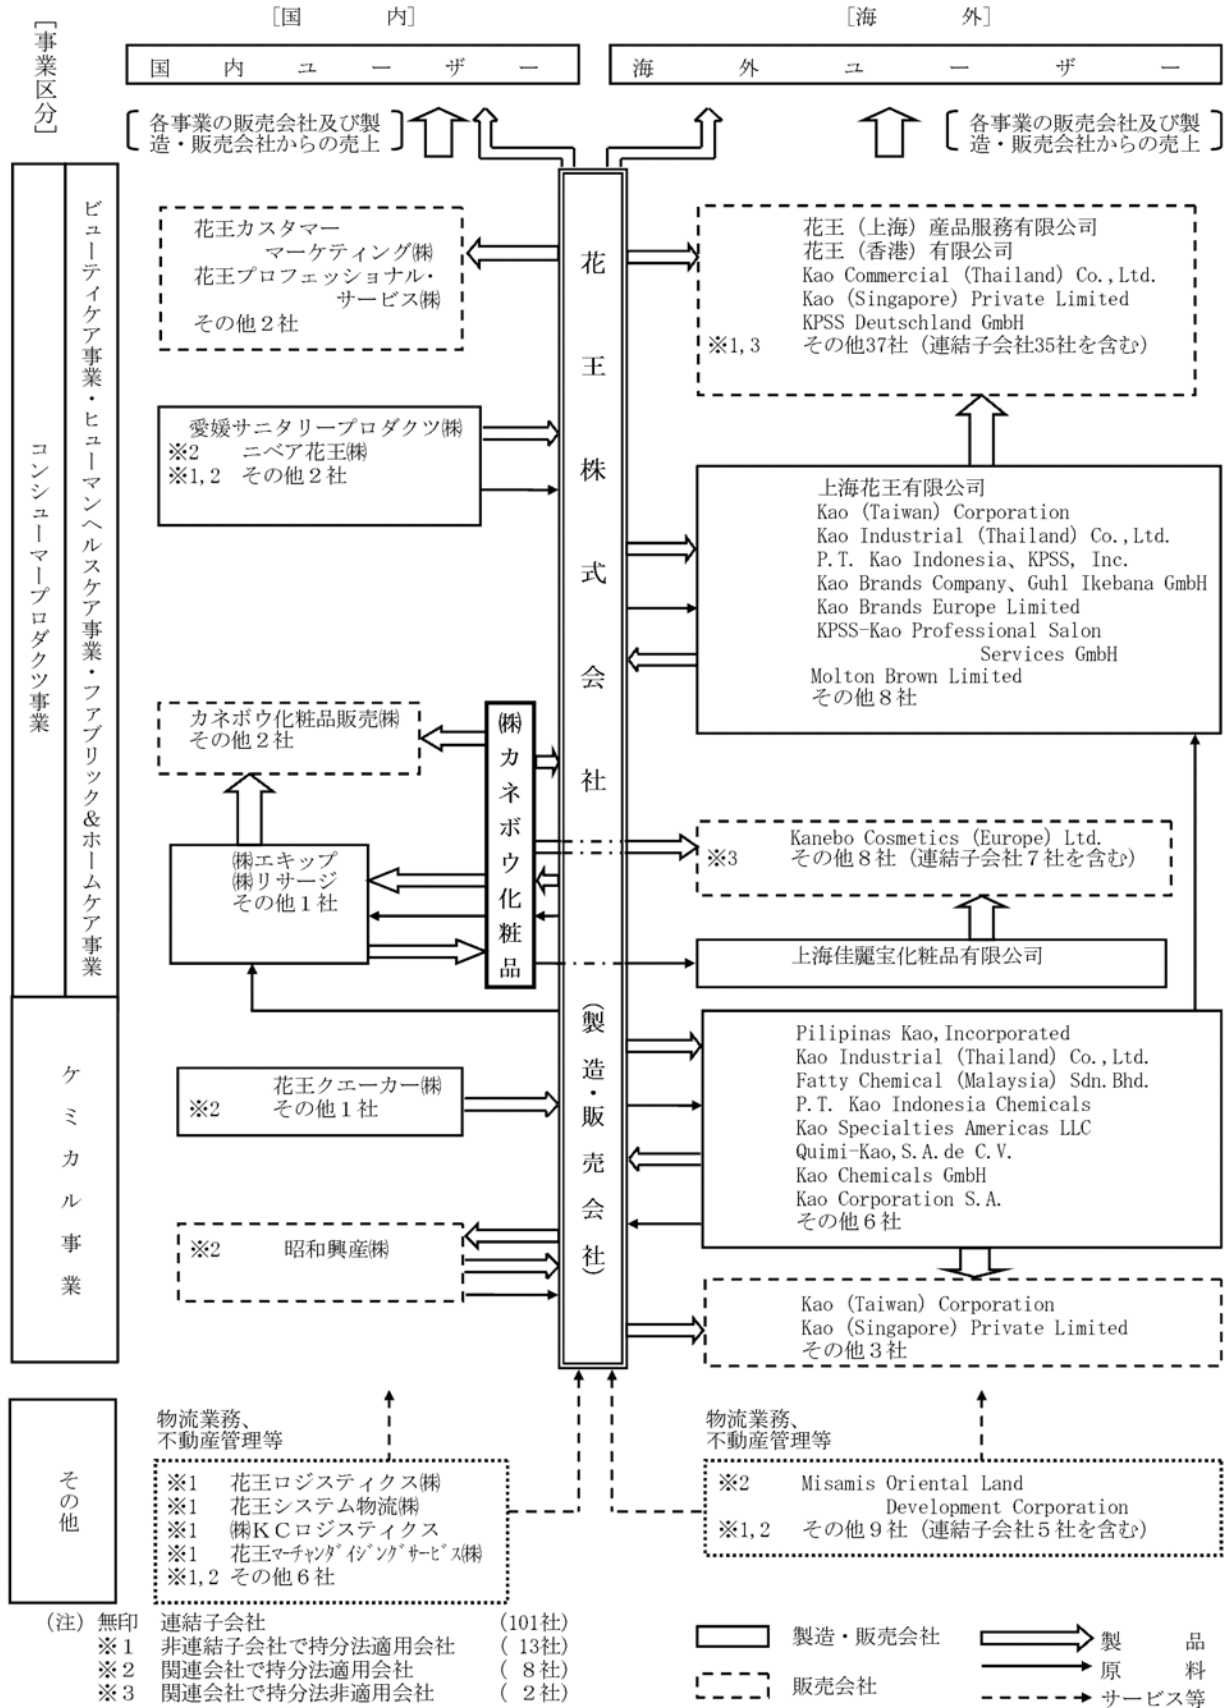 [国　　　内]
[海　　　外]
[事業区分]
国　内　ユ　ー　ザ　ー
海　外　ユ　ー　ザ　ー
各事業の販売会社及び製
造・販売会社からの売上
各事業の販売会社及び製
造・販売会社からの売上
コンシューマープロダクツ事業
ビューティケア事業・ヒューマンヘルスケア事業・ファブリック&ホームケア事業
花王カスタマー
マーケティング㈱
花王プロフェッショナル・
サービス㈱
その他2社
愛媛サニタリープロダクツ㈱
※2　ニベア花王㈱
※1,2　その他2社
カネボウ化粧品販売㈱
その他2社
㈱エキップ
㈱リサージ
その他1社
㈱カネボウ化粧品
花王株式会社(製造・販売会社)
花王（上海）産品服務有限公司
花王（香港）有限公司
Kao Commercial (Thailand) Co.,Ltd.
Kao (Singapore) Private Limited
KPSS Deutschland GmbH
※1,3　その他37社（連結子会社35社を含む）
上海花王有限公司
Kao (Taiwan) Corporation
Kao Industrial (Thailand) Co.,Ltd.
P.T. Kao Indonesia、KPSS, Inc.
Kao Brands Company、Guhl Ikebana GmbH
Kao Brands Europe Limited
KPSS-Kao Professional Salon
Services GmbH
Molton Brown Limited
その他8社
Kanebo Cosmetics (Europe) Ltd.
※3　その他8社（連結子会社7社を含む）
上海佳麗宝化粧品有限公司
ケミカル事業
花王クエーカー㈱
※2　その他1社
※2　昭和興産㈱
Pilipinas Kao,Incorporated
Kao Industrial (Thailand) Co.,Ltd.
Fatty Chemical (Malaysia) Sdn.Bhd.
P.T. Kao Indonesia Chemicals
Kao Specialties Americas LLC
Quimi-Kao,S.A.de C.V.
Kao Chemicals GmbH
Kao Corporation S.A.
その他6社
Kao (Taiwan) Corporation
Kao (Singapore) Private Limited
その他3社
その他
物流業務、
不動産管理等
※1　花王ロジスティクス㈱
※1　花王システム物流㈱
※1　㈱KCロジスティクス
※1　花王ﾏｰﾁｬﾝﾀﾞｲｼﾞﾝｸﾞｻｰﾋﾞｽ㈱
※1,2　その他6社
物流業務、
不動産管理等
※2　Misamis Oriental Land
Development Corporation
※1,2　その他9社（連結子会社5社を含む）
(注)　無印　連結子会社　(101社)
※1　非連結子会社で持分法適用会社　( 13社)
※2　関連会社で持分法適用会社　( 8社)
※3　関連会社で持分法非適用会社　( 2社)
製造・販売会社
販売会社
製　　品
原　　料
サービス等